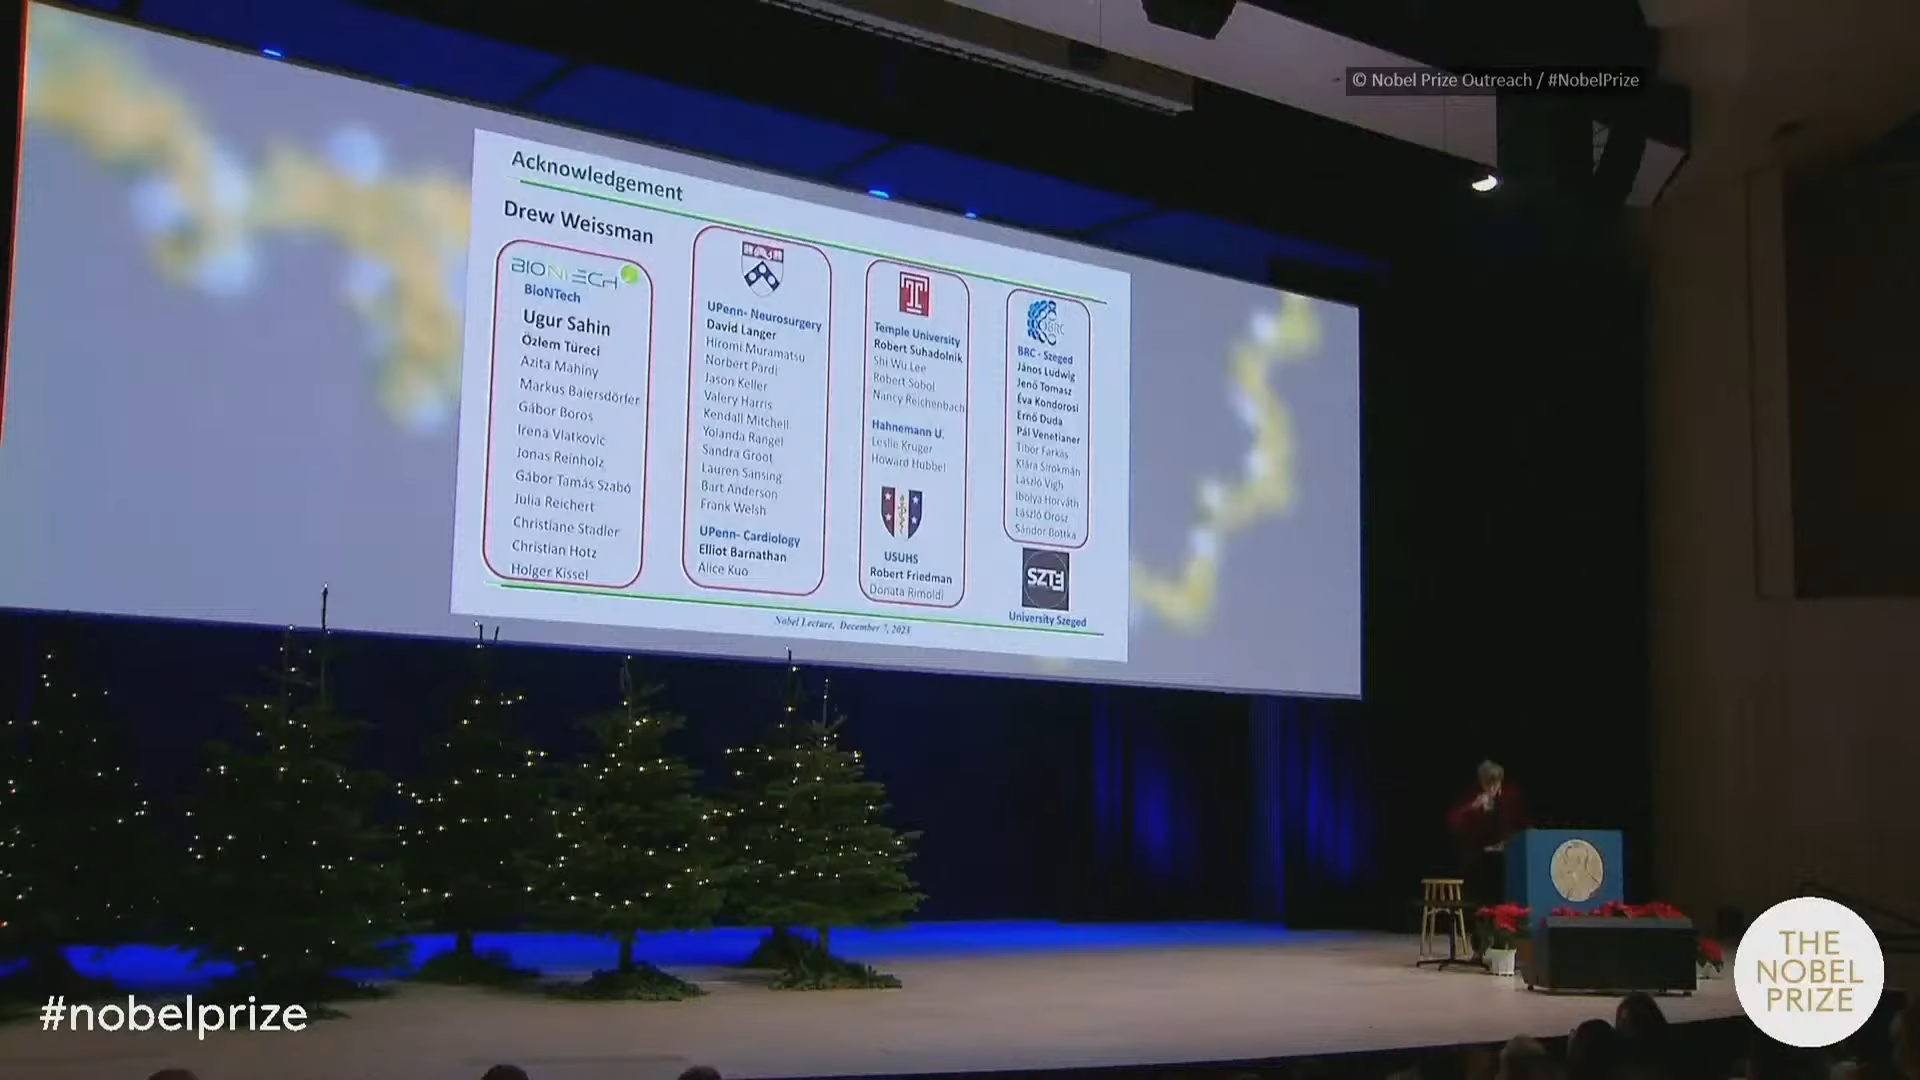 © Nobel Prize Outreach / #NobelPrize
Acknowledgement
Drew Weissman
BIONTECH
BioNTech
Ugur Sahin
Özlem Türeci
Azita Mahiny
Markus Baiersdörfer
Gábor Boros
Irena Vlatkovic
Jonas Reinholz
Gábor Tamás Szabó
Julia Reichert
Christiane Stadler
Christian Hotz
Holger Kissel
UPenn- Neurosurgery
David Langer
Hiromi Muramatsu
Norbert Pardi
Jason Keller
Valery Harris
Kendall Mitchell
Yolanda Rangel
Sandra Groot
Lauren Sansing
Bart Anderson
Frank Welsh
UPenn- Cardiology
Elliot Barnathan
Alice Kuo
Temple University
Robert Suhadolnik
Shi Wu Lee
Robert Sobol
Nancy Reichenbach
Hahnemann U.
Leslie Kruger
Howard Hubbel
USUHS
Robert Friedman
Donata Rimoldi
BRC
BRC - Szeged
János Ludwig
Jenő Tomasz
Éva Kondorosi
Ernő Duda
Pál Venetianer
Tibor Farkas
Klára Sirokmán
László Vígh
Ibolya Horváth
László Orosz
Sándor Bottka
SZTE
University Szeged
Nobel Lecture, December 7, 2023
#nobelprize
THE
NOBEL
PRIZE